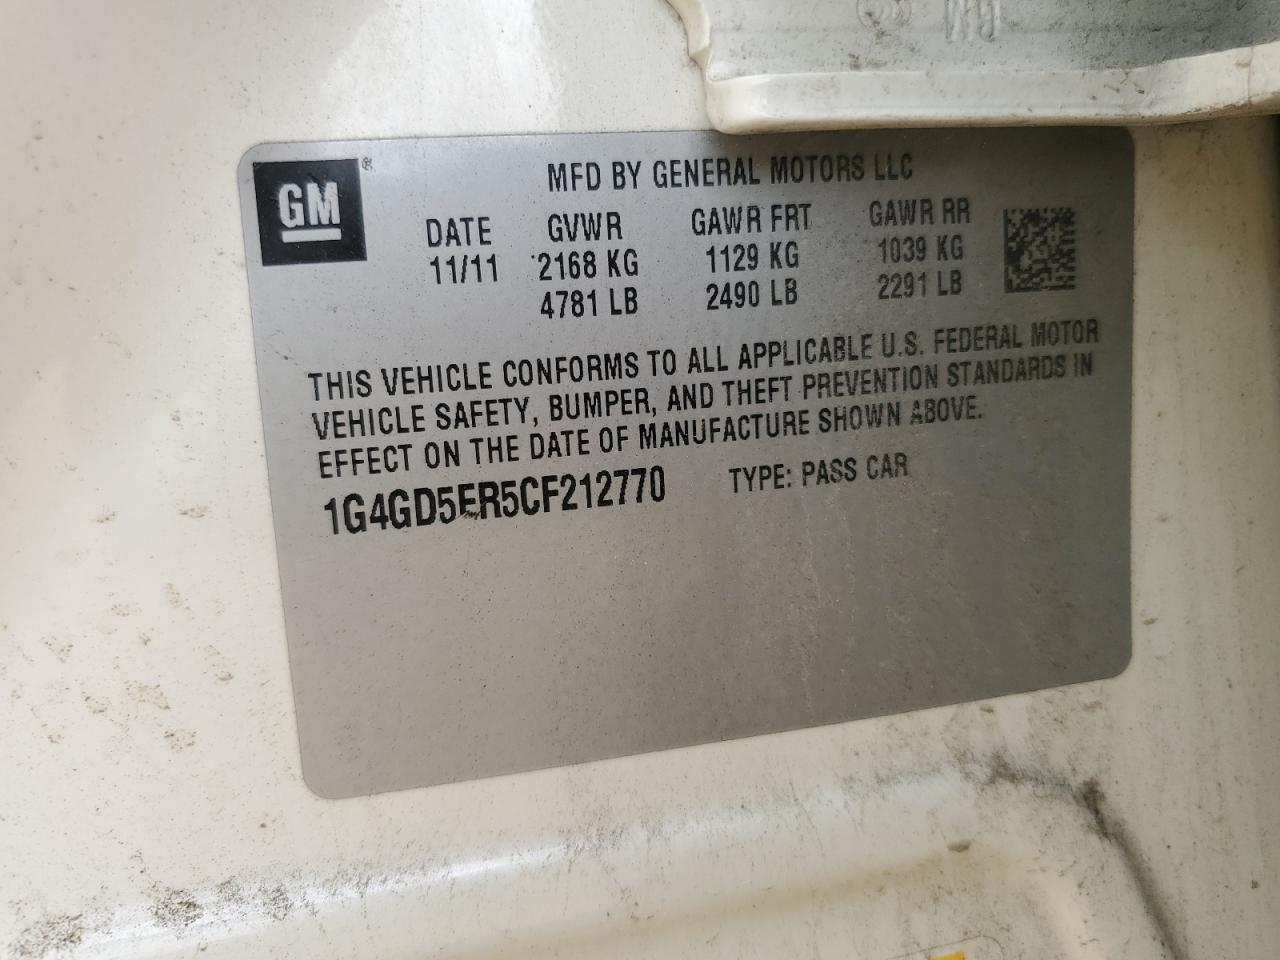 GM
MFD BY GENERAL MOTORS LLC
DATE GVWR GAWR FRT GAWR RR
11/11 2168 KG 1129 KG 1039 KG
4781 LB 2490 LB 2291 LB
THIS VEHICLE CONFORMS TO ALL APPLICABLE U.S. FEDERAL MOTOR
VEHICLE SAFETY, BUMPER, AND THEFT PREVENTION STANDARDS IN
EFFECT ON THE DATE OF MANUFACTURE SHOWN ABOVE.
1G4GD5ER5CF212770 TYPE: PASS CAR